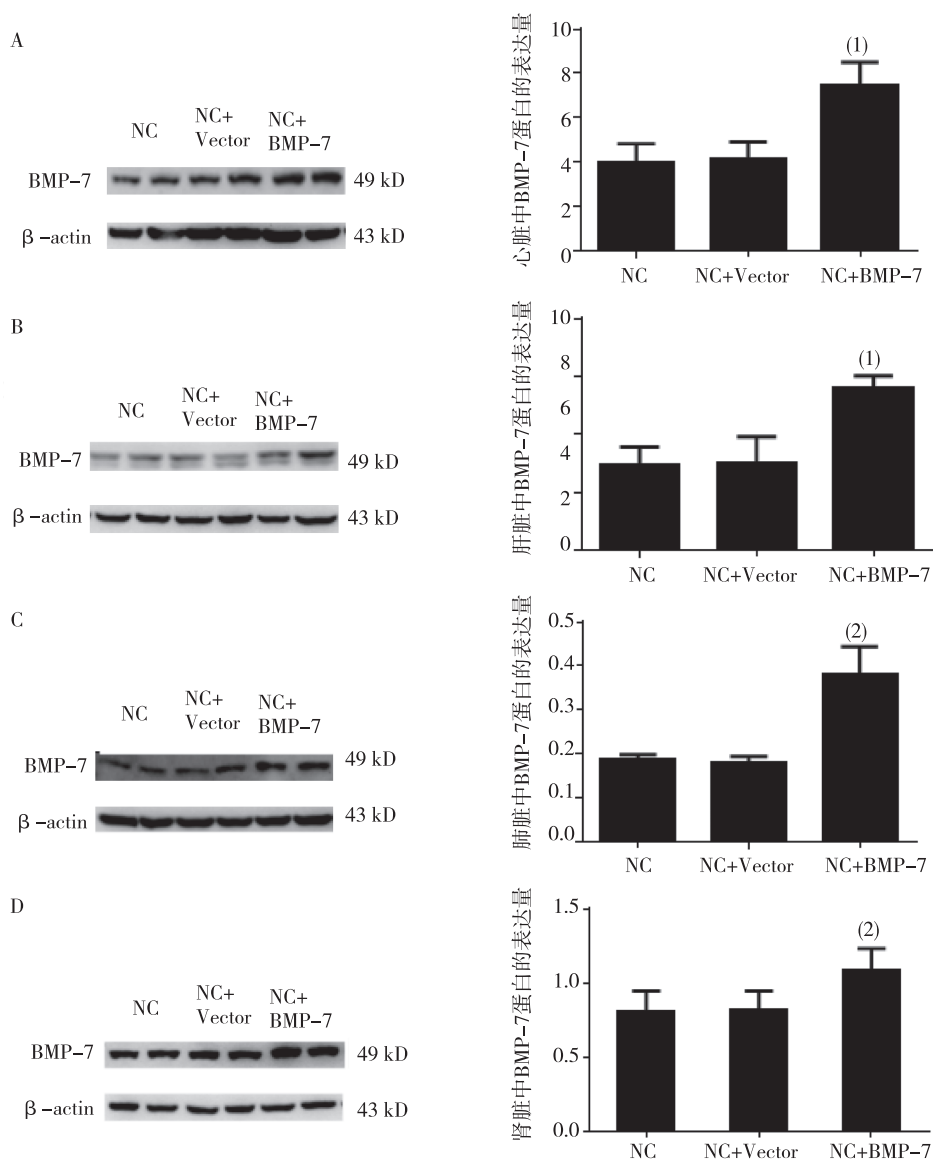 A
NC
NC+
Vector
NC+
BMP-7
BMP-7
49 kD
β-actin
43 kD
心脏中BMP-7蛋白的表达量
10
8
6
4
2
0
(1)
NC
NC+Vector
NC+BMP-7
B
NC
NC+
Vector
NC+
BMP-7
BMP-7
49 kD
β-actin
43 kD
肝脏中BMP-7蛋白的表达量
10
8
6
4
2
0
(1)
NC
NC+Vector
NC+BMP-7
C
NC
NC+
Vector
NC+
BMP-7
BMP-7
49 kD
β-actin
43 kD
肺脏中BMP-7蛋白的表达量
0.5
0.4
0.3
0.2
0.1
0.0
(2)
NC
NC+Vector
NC+BMP-7
D
NC
NC+
Vector
NC+
BMP-7
BMP-7
49 kD
β-actin
43 kD
肾脏中BMP-7蛋白的表达量
1.5
1.0
0.5
0.0
(2)
NC
NC+Vector
NC+BMP-7